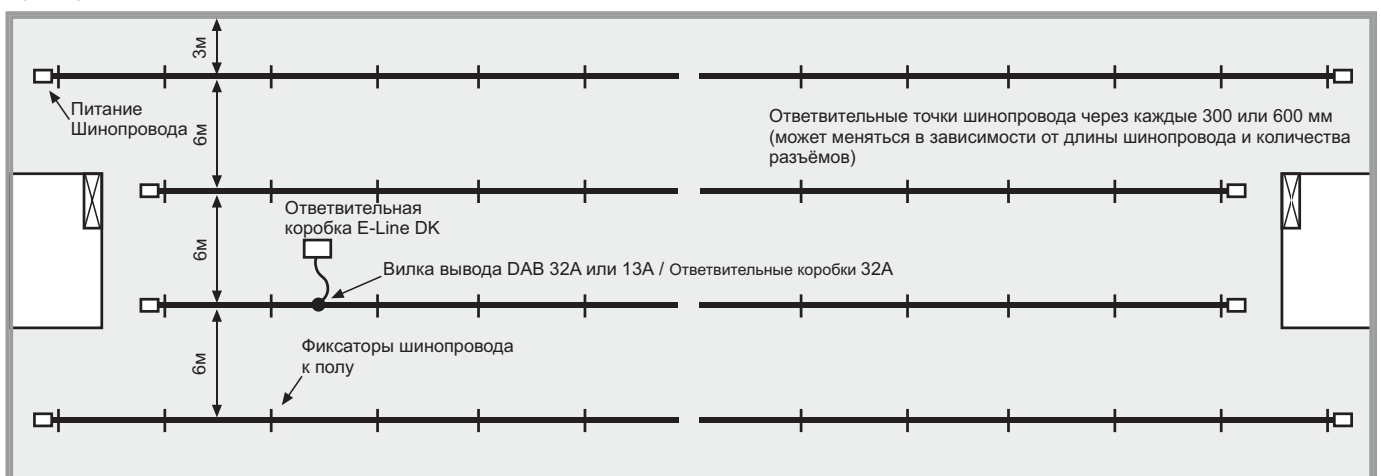 3м
Питание
Шинопровода
6м
Ответвительные точки шинопровода через каждые 300 или 600 мм
(может меняться в зависимости от длины шинопровода и количества
разъёмов)
Ответвительная
коробка E-Line DK
6м
Вилка вывода DAB 32A или 13A / Ответвительные коробки 32A
Фиксаторы шинопровода
к полу
6м